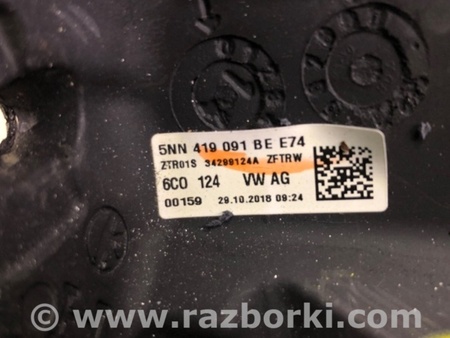 5NN 419 091 BE E74
ZTR01S 34299124A ZFTRW
6C0 124 VW AG
00159 29.10.2018 09:24
© www.razborki.com